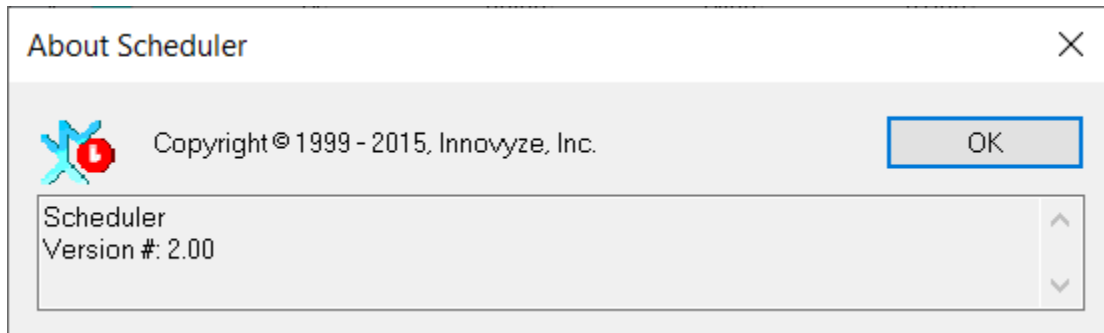 About Scheduler
Copyright © 1999 - 2015, Innovyze, Inc.
OK
Scheduler
Version #: 2.00